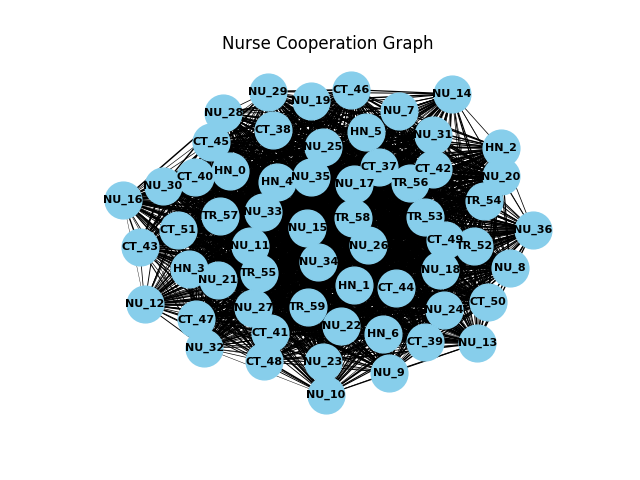 Nurse Cooperation Graph
NU_29
CT_46
NU_14
NU_19
NU_28
NU_7
CT_38
HN_5
NU_31
CT_45
NU_25
HN_2
CT_37
CT_42
HN_0
CT_40
NU_35
NU_20
HN_4
NU_17
TR_56
NU_30
NU_16
TR_54
NU_33
TR_57
TR_58
TR_53
NU_15
CT_51
NU_36
CT_49
NU_11
NU_26
TR_52
CT_43
NU_34
NU_8
HN_3
NU_18
TR_55
NU_21
HN_1
CT_44
NU_12
CT_50
NU_27
TR_59
NU_24
CT_47
NU_22
CT_41
HN_6
CT_39
NU_13
NU_32
CT_48
NU_23
NU_9
NU_10